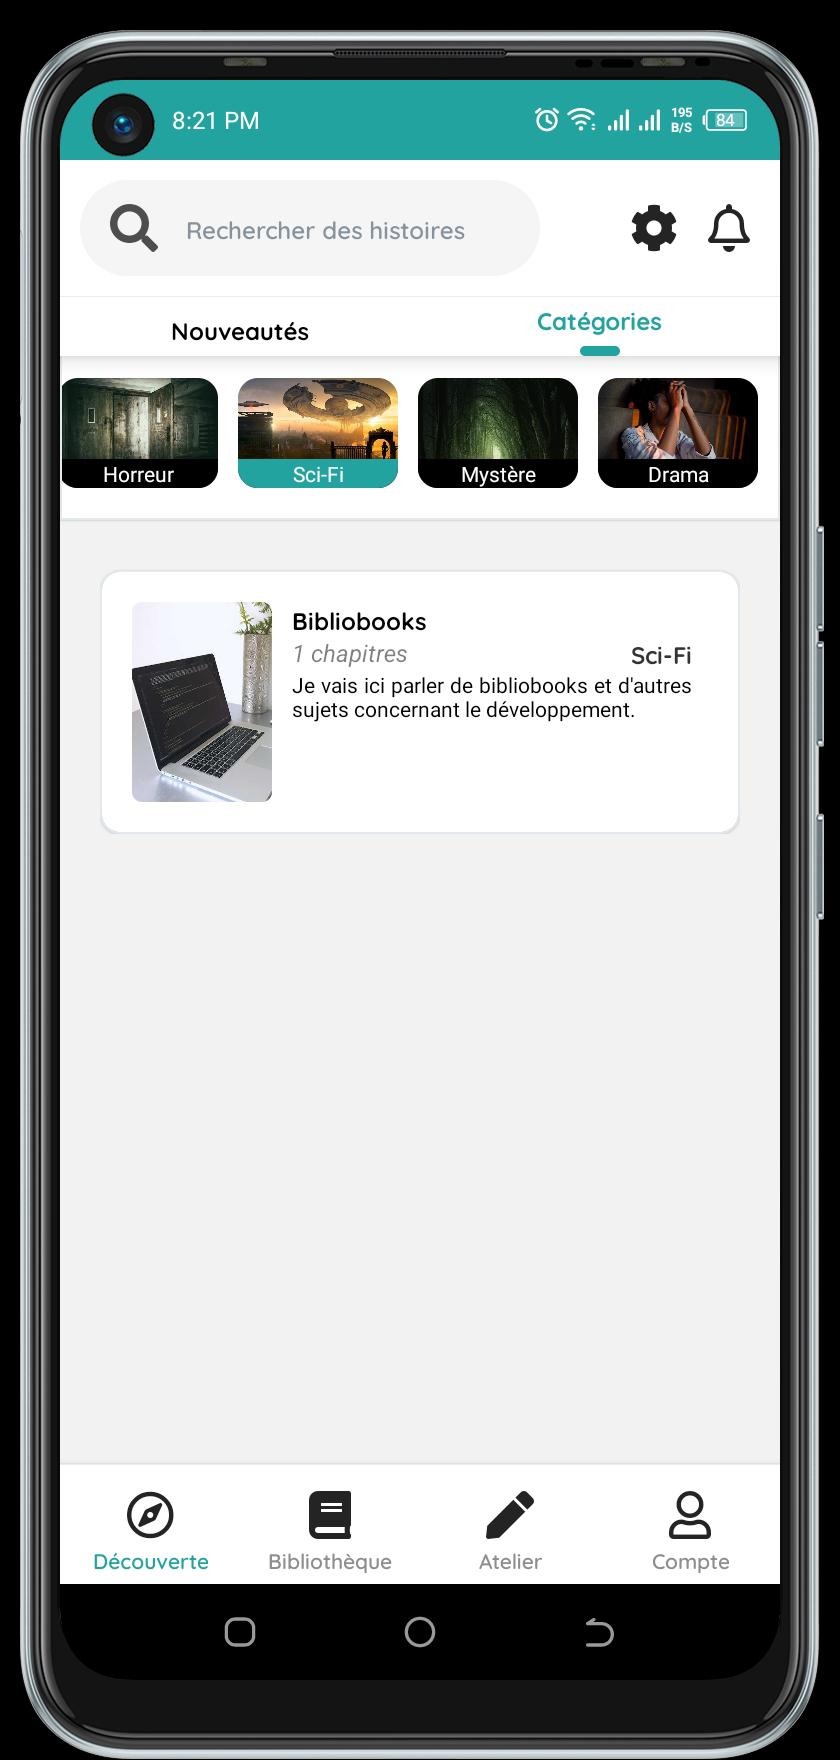 8:21 PM 195 B/S 84
Rechercher des histoires
Nouveautés Catégories
Horreur Sci-Fi Mystère Drama
Bibliobooks
1 chapitres Sci-Fi
Je vais ici parler de bibliobooks et d'autres
sujets concernant le développement.
Découverte Bibliothèque Atelier Compte